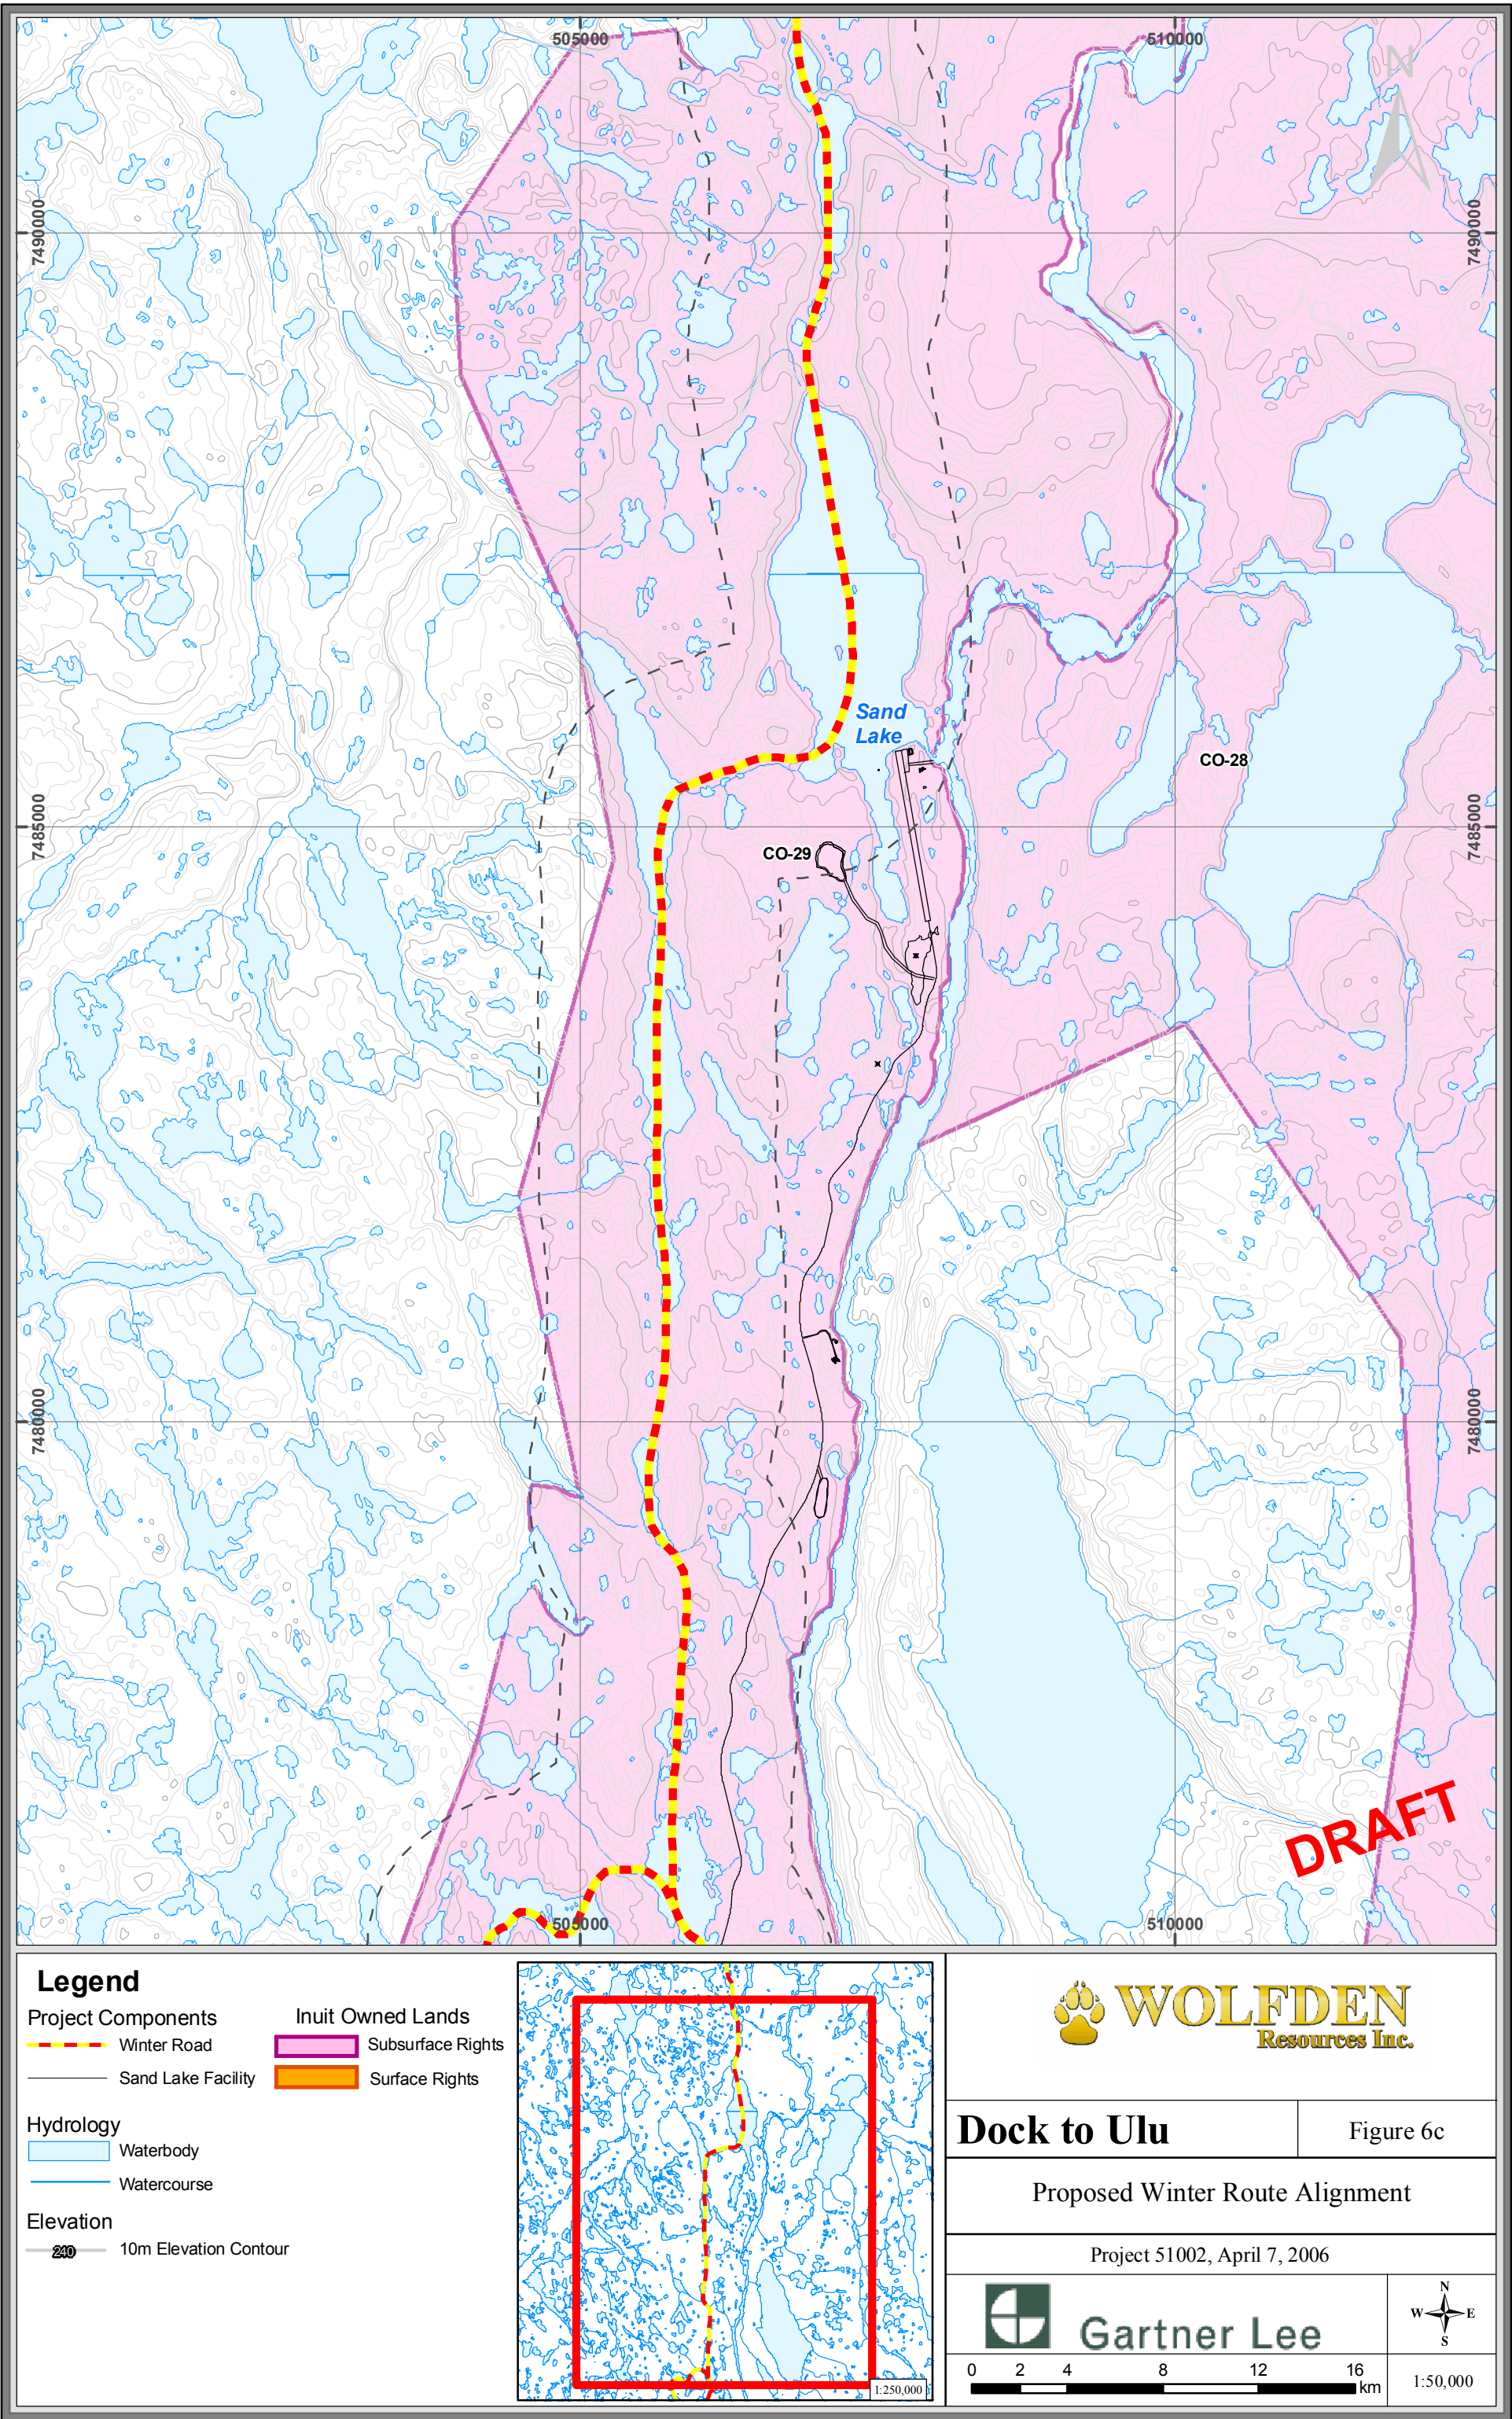 505000
510000
N
7490000
7490000
Sand
Lake
CO-28
7485000
7485000
CO-29
7480000
7480000
DRAFT
505000
510000
Legend
Project Components
Winter Road
Sand Lake Facility
Inuit Owned Lands
Subsurface Rights
Surface Rights
Hydrology
Waterbody
Watercourse
Elevation
240
10m Elevation Contour
1:250,000
WOLFDEN
Resources Inc.
Dock to Ulu
Figure 6c
Proposed Winter Route Alignment
Project 51002, April 7, 2006
Gartner Lee
N
W E
S
0 2 4 8 12 16
km
1:50,000